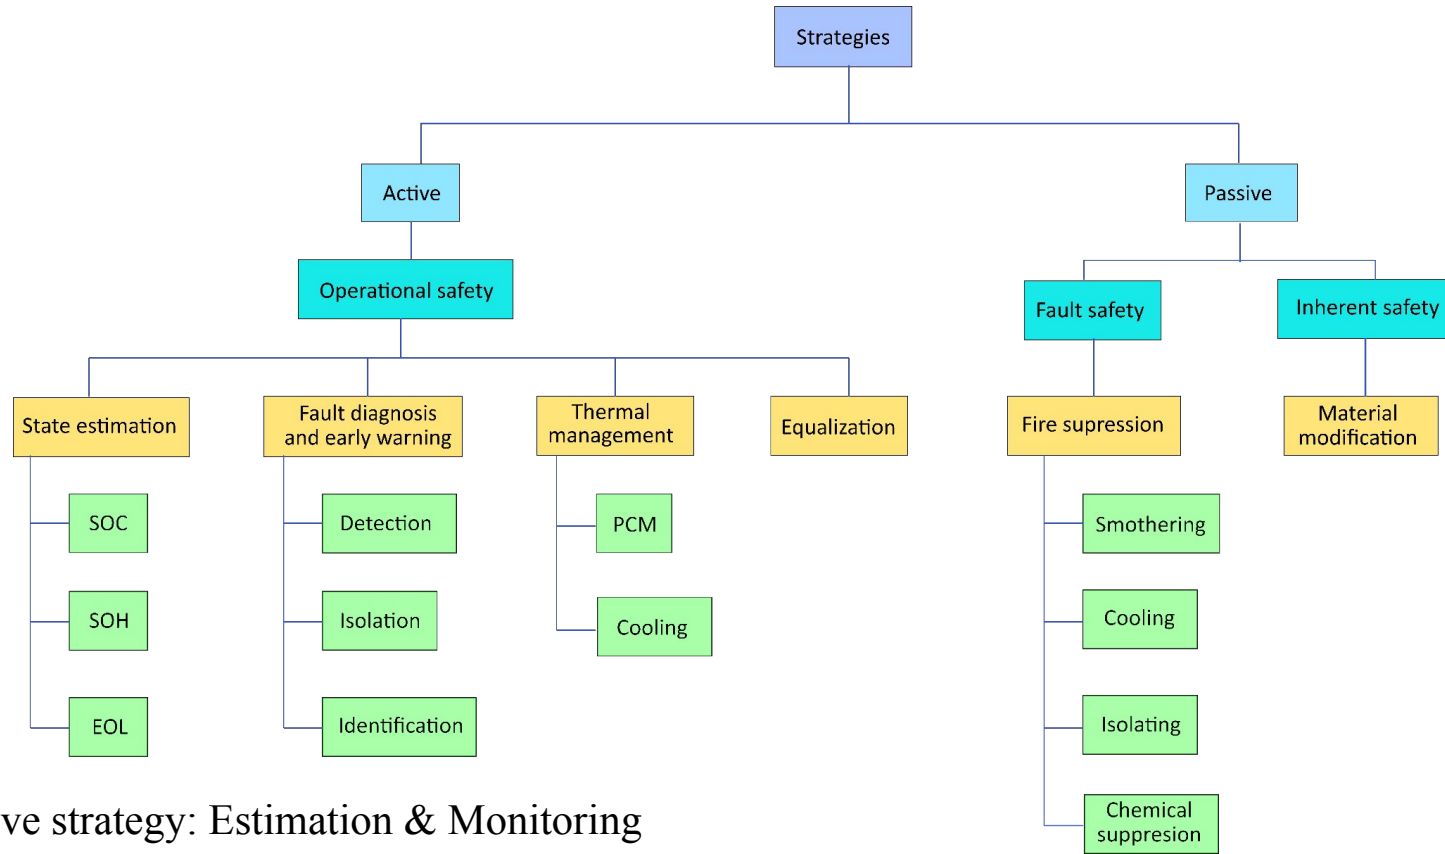 Strategies
Active
Passive
Operational safety
Fault safety
Inherent safety
State estimation
Fault diagnosis
and early warning
Thermal
management
Equalization
Fire supression
Material
modification
SOC
Detection
PCM
Smothering
SOH
Isolation
Cooling
Cooling
EOL
Identification
Isolating
Chemical
suppresion
ve strategy: Estimation & Monitoring